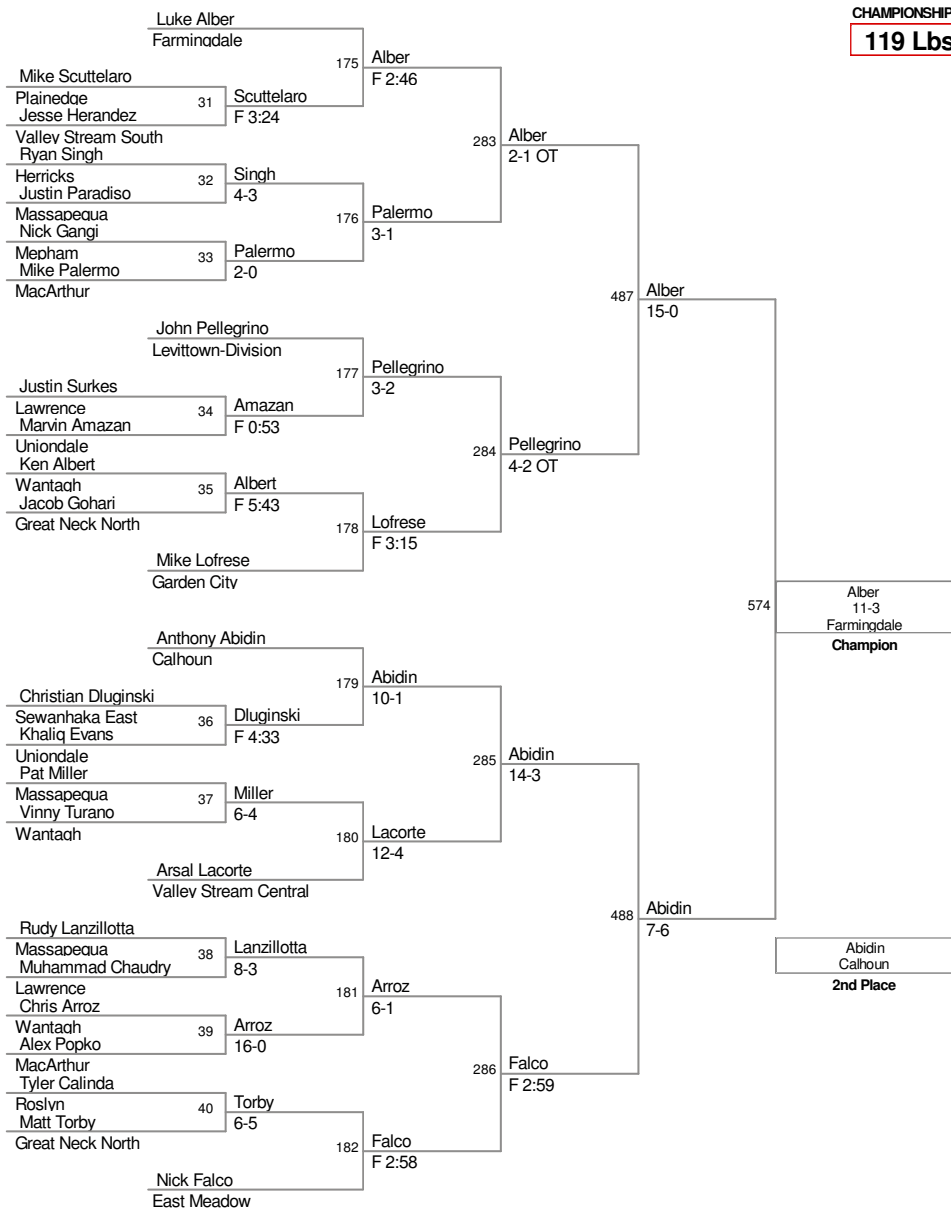 CHAMPIONSHIP
119 Lbs
Luke Alber
Farmingdale
175
Alber
F 2:46
Mike Scuttelaro
Plainedge
31
Scuttelaro
Jesse Herandez
F 3:24
Valley Stream South
283
Alber
2-1 OT
Ryan Singh
Herricks
32
Singh
Justin Paradiso
4-3
Massapequa
176
Palermo
3-1
Nick Gangi
Mepham
33
Palermo
Mike Palermo
2-0
MacArthur
487
Alber
15-0
John Pellegrino
Levittown-Division
177
Pellegrino
3-2
Justin Surkes
Lawrence
34
Amazan
Marvin Amazan
F 0:53
Uniondale
284
Pellegrino
4-2 OT
Ken Albert
Wantagh
35
Albert
Jacob Gohari
F 5:43
Great Neck North
178
Lofrese
F 3:15
Mike Lofrese
Garden City
574
Alber
11-3
Farmingdale
Champion
Anthony Abidin
Calhoun
179
Abidin
10-1
Christian Dluginski
Sewanhaka East
36
Dluginski
Khaliq Evans
F 4:33
Uniondale
285
Abidin
14-3
Pat Miller
Massapequa
37
Miller
Vinny Turano
6-4
Wantagh
180
Lacorte
12-4
Arsal Lacorte
Valley Stream Central
488
Abidin
7-6
Rudy Lanzillotta
Massapequa
38
Lanzillotta
Muhammad Chaudry
8-3
Abidin
Calhoun
2nd Place
Lawrence
181
Arroz
6-1
Chris Arroz
Wantagh
39
Arroz
Alex Popko
16-0
MacArthur
286
Falco
F 2:59
Tyler Calinda
Roslyn
40
Torby
Matt Torby
6-5
Great Neck North
182
Falco
F 2:58
Nick Falco
East Meadow